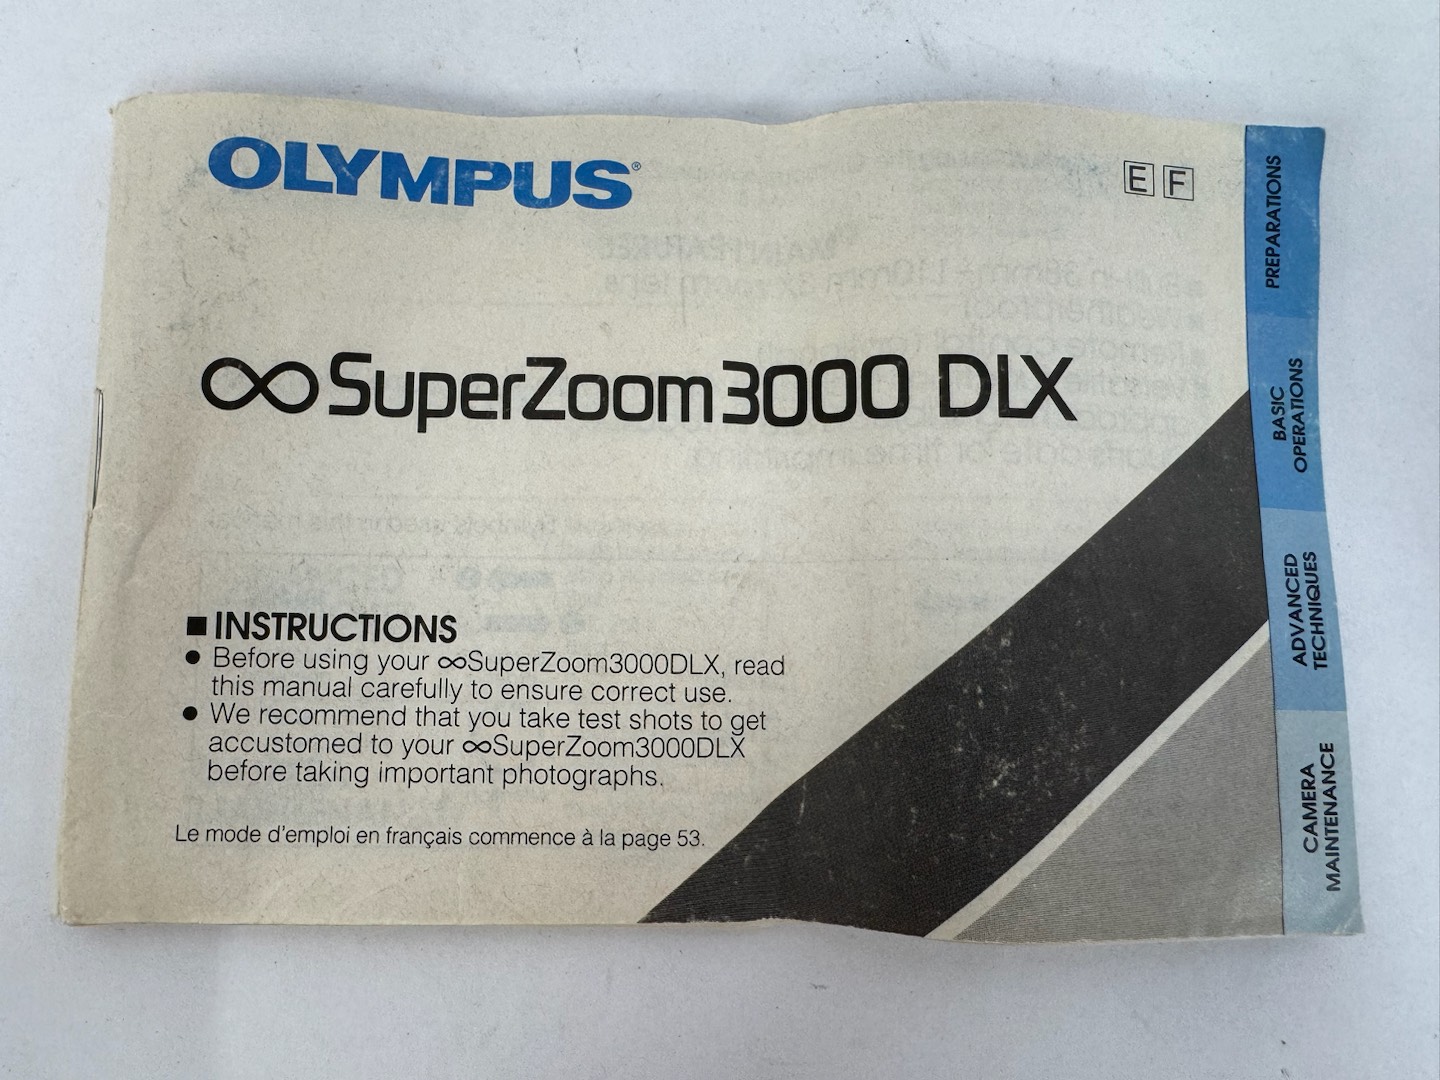 OLYMPUS®
E F
∞SuperZoom3000 DLX
■ INSTRUCTIONS
● Before using your ∞SuperZoom3000DLX, read
this manual carefully to ensure correct use.
● We recommend that you take test shots to get
accustomed to your ∞SuperZoom3000DLX
before taking important photographs.
Le mode d'emploi en français commence à la page 53.
PREPARATIONS
BASIC
OPERATIONS
ADVANCED
TECHNIQUES
CAMERA
MAINTENANCE